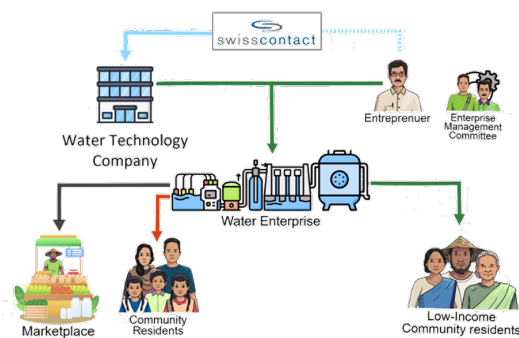 swisscontact
Entreprenuer
Enterprise
Management
Committee
Water Technology
Company
Water Enterprise
Marketplace
Community
Residents
Low-Income
Community residents